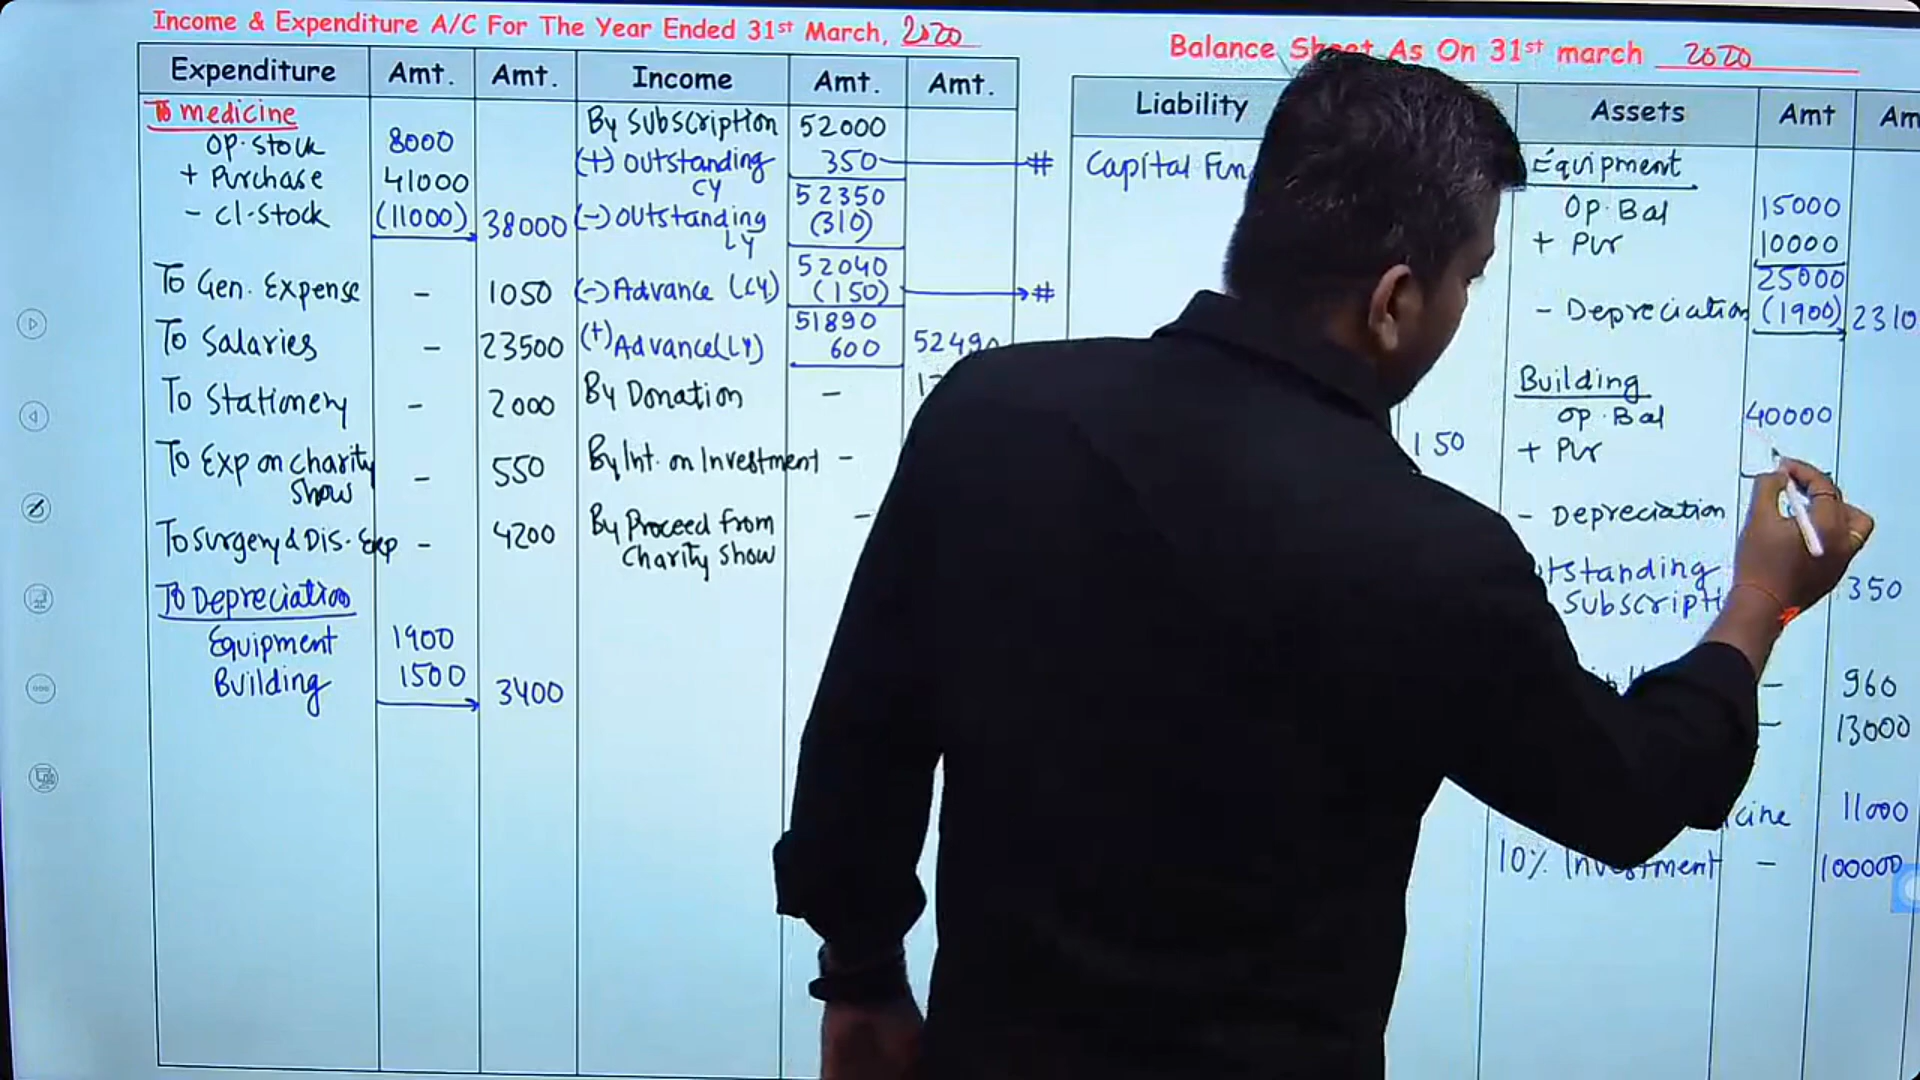 Income & Expenditure A/C For The Year Ended 31st March, 2020
Expenditure Amt. Amt. Income Amt. Amt.
To Medicine
Op. Stock 8000
+ Purchase 41000
- Cl. Stock (11000) 38000
To Gen. Expense - 1050
To Salaries - 23500
To Stationery - 2000
To Exp on charity - 550
Show
To Surgery & Dis. Exp - 4200
To Depreciation
Equipment 1900
Building 1500 3400
By Subscription 52000
(+) Outstanding 350 #
CY 52350
(-) Outstanding (310)
LY 52040
(-) Advance (CY) (150) #
51890
(+) Advance (LY) 600 52490
By Donation -
By Int. on Investment -
By Proceed from -
Charity Show
Balance Sheet As On 31st march 2020
Liability Assets Amt
Capital
150
Equipment
Op. Bal 15000
+ Pur 10000
25000
- Depreciation (1900) 2310
Building
Op. Bal 40000
+ Pur
- Depreciation
350
- 960
- 13000
11000
10% Investment - 100000